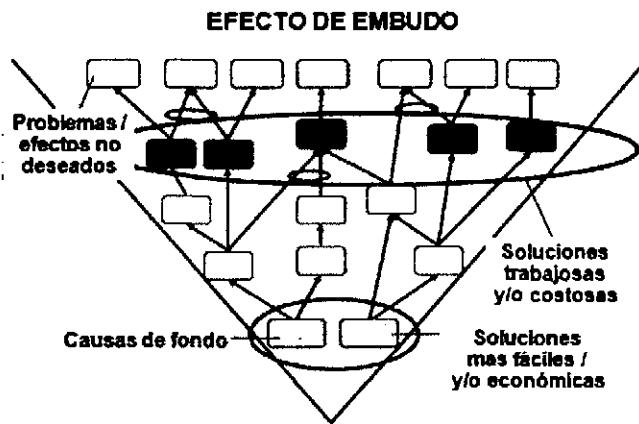 EFECTO DE EMBUDO
Problemas /
efectos no
deseados
Soluciones
trabajosas
y/o costosas
Causas de fondo
Soluciones
mas fáciles /
y/o económicas